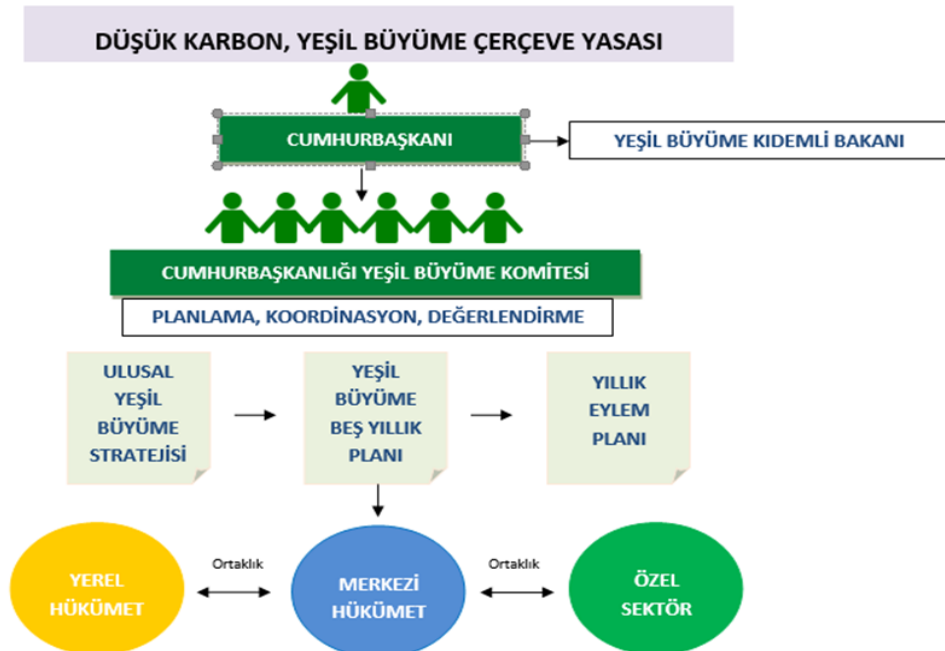 DÜŞÜK KARBON, YEŞİL BÜYÜME ÇERÇEVE YASASI
CUMHURBAŞKANI
YEŞİL BÜYÜME KIDEMLİ BAKANI
CUMHURBAŞKANLIĞI YEŞİL BÜYÜME KOMİTESİ
PLANLAMA, KOORDİNASYON, DEĞERLENDİRME
ULUSAL
YEŞİL
BÜYÜME
STRATEJİSİ
YEŞİL
BÜYÜME
BEŞ YILLIK
PLANI
YILLIK
EYLEM
PLANI
YEREL
HÜKÜMET
Ortaklık
MERKEZİ
HÜKÜMET
Ortaklık
ÖZEL
SEKTÖR